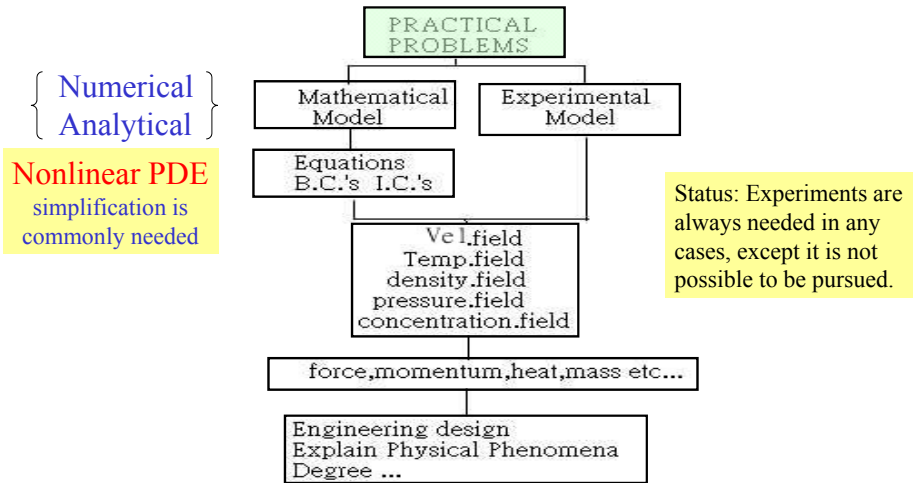 PRACTICAL
PROBLEMS
Numerical
Analytical
Mathematical
Model
Experimental
Model
Nonlinear PDE
simplification is
commonly needed
Equations
B.C.'s I.C.'s
Status: Experiments are
always needed in any
cases, except it is not
possible to be pursued.
Vel.field
Temp.field
density.field
pressure.field
concentration.field
force,momentum,heat,mass etc...
Engineering design
Explain Physical Phenomena
Degree ...